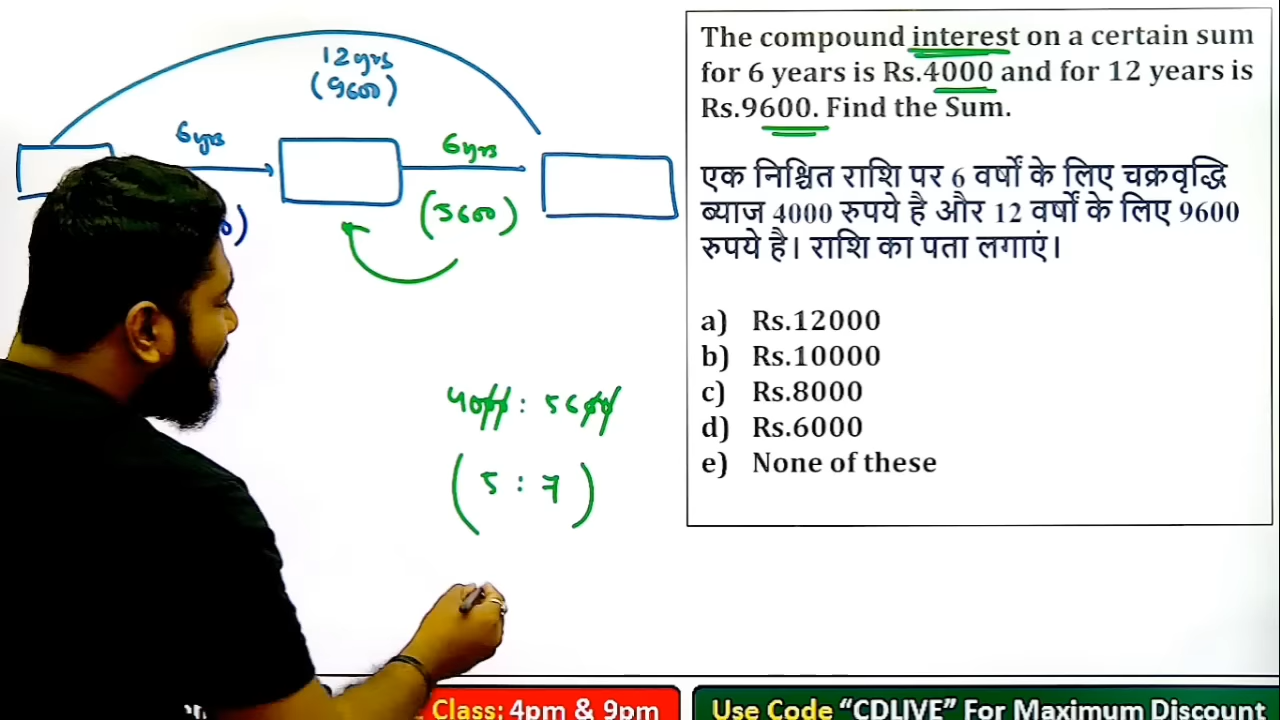 12 yrs
(9600)
6 yrs
6 yrs
0)
(5600)
4000 : 5600
(5 : 7)
The compound interest on a certain sum
for 6 years is Rs.4000 and for 12 years is
Rs.9600. Find the Sum.
एक निश्चित राशि पर 6 वर्षों के लिए चक्रवृद्धि
ब्याज 4000 रुपये है और 12 वर्षों के लिए 9600
रुपये है। राशि का पता लगाएं।
a) Rs.12000
b) Rs.10000
c) Rs.8000
d) Rs.6000
e) None of these
Class: 4pm & 9pm
Use Code “CDLIVE” For Maximum Discount